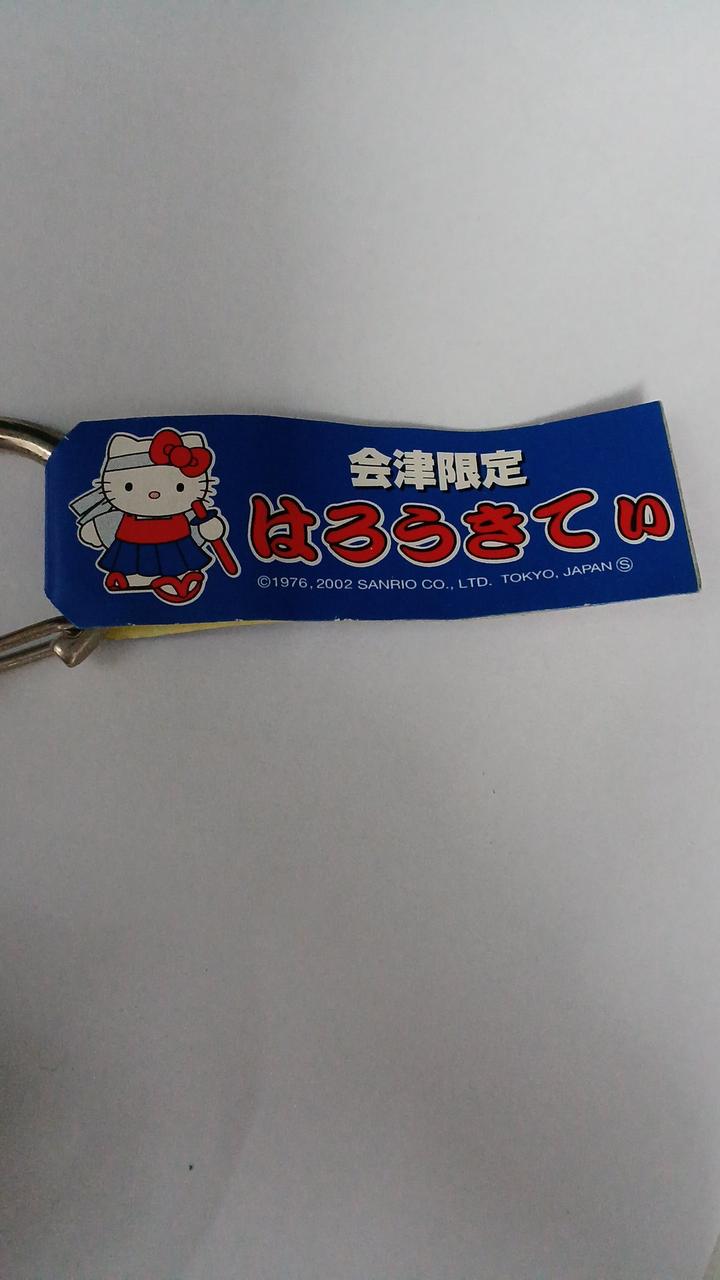 会津限定
はろうきてぃ
©1976, 2002 SANRIO CO., LTD. TOKYO, JAPAN Ⓢ